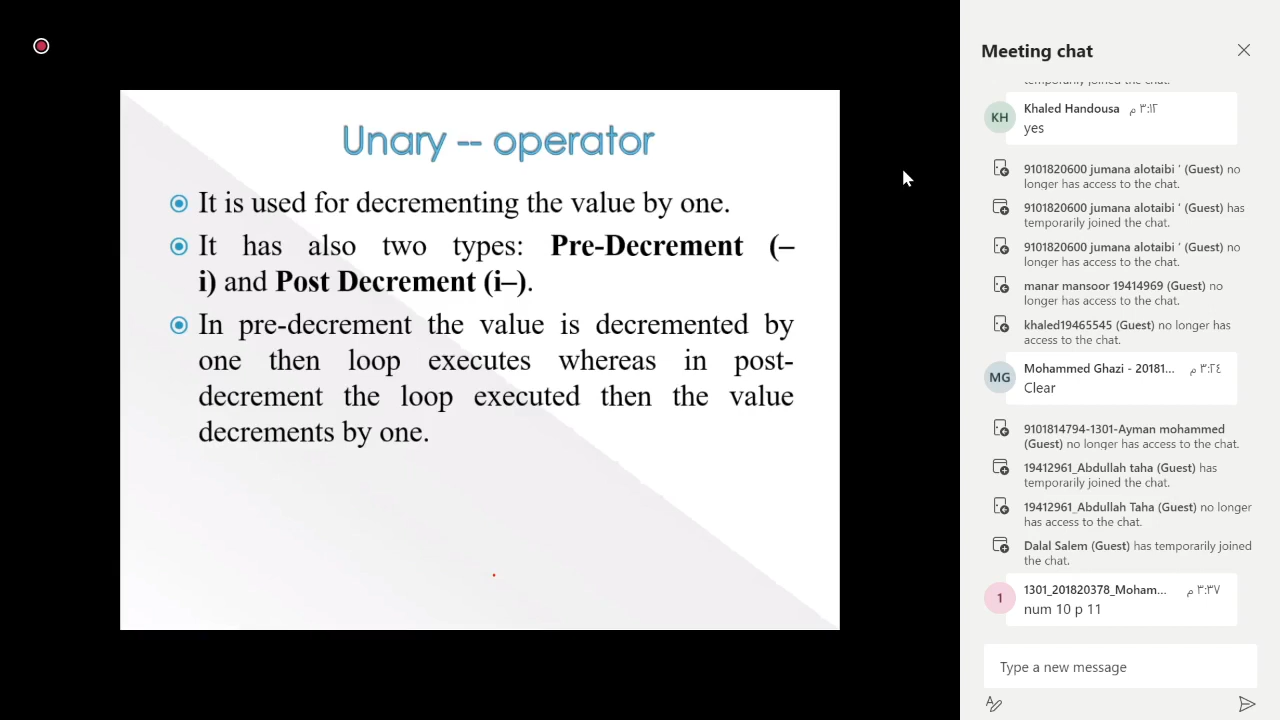 Unary -- operator
It is used for decrementing the value by one.
It has also two types: Pre-Decrement (–
i) and Post Decrement (i–).
In pre-decrement the value is decremented by
one then loop executes whereas in post-
decrement the loop executed then the value
decrements by one.
Meeting chat
temporarily joined the chat.
KH
Khaled Handousa ٣:١٢ م
yes
9101820600 jumana alotaibi ' (Guest) no
longer has access to the chat.
9101820600 jumana alotaibi ' (Guest) has
temporarily joined the chat.
9101820600 jumana alotaibi ' (Guest) no
longer has access to the chat.
manar mansoor 19414969 (Guest) no
longer has access to the chat.
khaled19465545 (Guest) no longer has
access to the chat.
MG
Mohammed Ghazi - 20181... ٣:٢٤ م
Clear
9101814794-1301-Ayman mohammed
(Guest) no longer has access to the chat.
19412961_Abdullah taha (Guest) has
temporarily joined the chat.
19412961_Abdullah Taha (Guest) no longer
has access to the chat.
Dalal Salem (Guest) has temporarily joined
the chat.
1
1301_201820378_Moham... ٣:٣٧ م
num 10 p 11
Type a new message